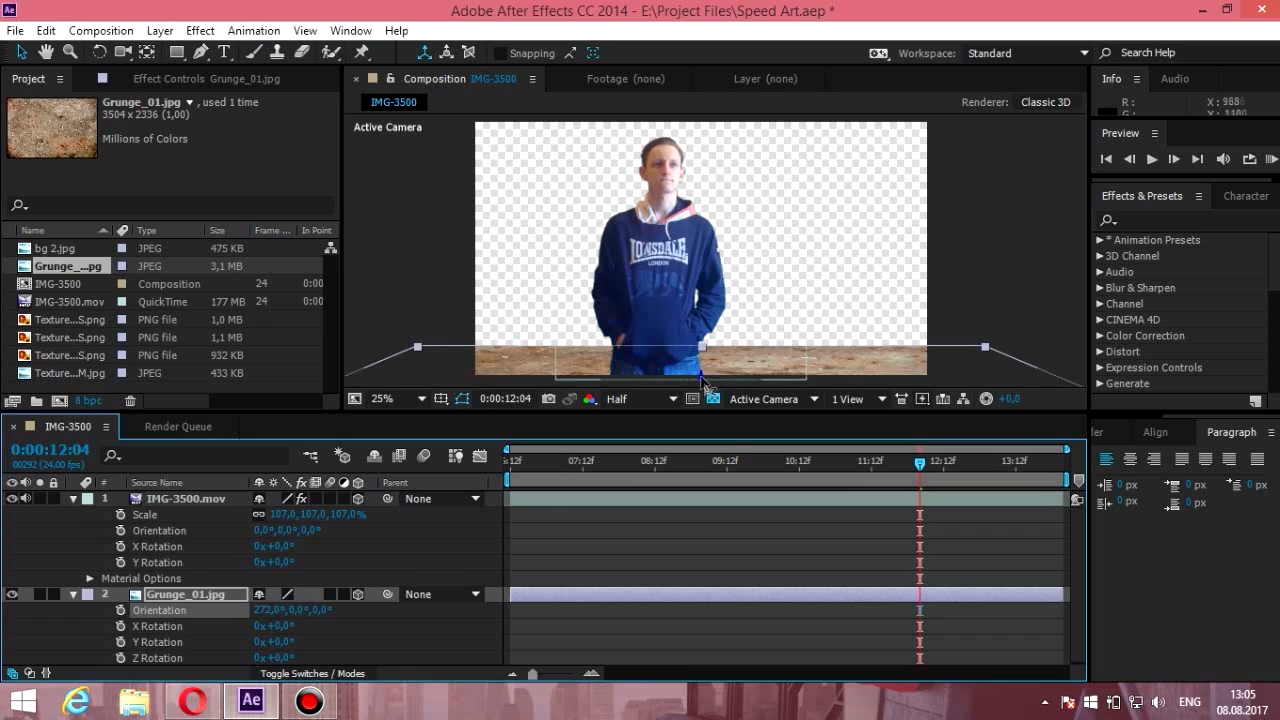 Adobe After Effects CC 2014 - E:\Project Files\Speed Art.aep *
File Edit Composition Layer Effect Animation View Window Help
Snapping
Workspace: Standard
Search Help
Project
Effect Controls Grunge_01.jpg
Composition IMG-3500
Footage (none)
Layer (none)
Info
Audio
Grunge_01.jpg ▼, used 1 time
3504 x 2336 (1,00)
Millions of Colors
IMG-3500
Renderer: Classic 3D
R :
G :
Active Camera
Preview
Effects & Presets
Character
Name Type Size Frame ... In Point
bg 2.jpg JPEG 475 KB
Grunge_...pg JPEG 3,1 MB
IMG-3500 Composition 24 0:00
IMG-3500.mov QuickTime 177 MB 24 0:00
Texture...S.png PNG file 1,0 MB
Texture...S.png PNG file 1,1 MB
Texture...S.png PNG file 932 KB
Texture...M.jpg JPEG 433 KB
8 bpc
LONSDALE
LONDON
* Animation Presets
3D Channel
Audio
Blur & Sharpen
Channel
CINEMA 4D
Color Correction
Distort
Expression Controls
Generate
25%
0:00:12:04
Half
Active Camera
1 View
+0,0
IMG-3500
Render Queue
ler
Align
Paragraph
0:00:12:04
00292 (24.00 fps)
:12f 07:12f 08:12f 09:12f 10:12f 11:12f 12:12f 13:12f
# Source Name
fx
Parent
1 IMG-3500.mov
fx
None
Scale 107,0,107,0,107,0%
Orientation 0,0°,0,0°,0,0°
X Rotation 0x+0,0°
Y Rotation 0x+0,0°
Material Options
2 Grunge_01.jpg
None
Orientation 272,0°,0,0°,0,0°
X Rotation 0x+0,0°
Y Rotation 0x+0,0°
Z Rotation 0x+0,0°
0 px 0 px 0 px
0 px 0 px
Toggle Switches / Modes
Ae
ENG
13:05
08.08.2017